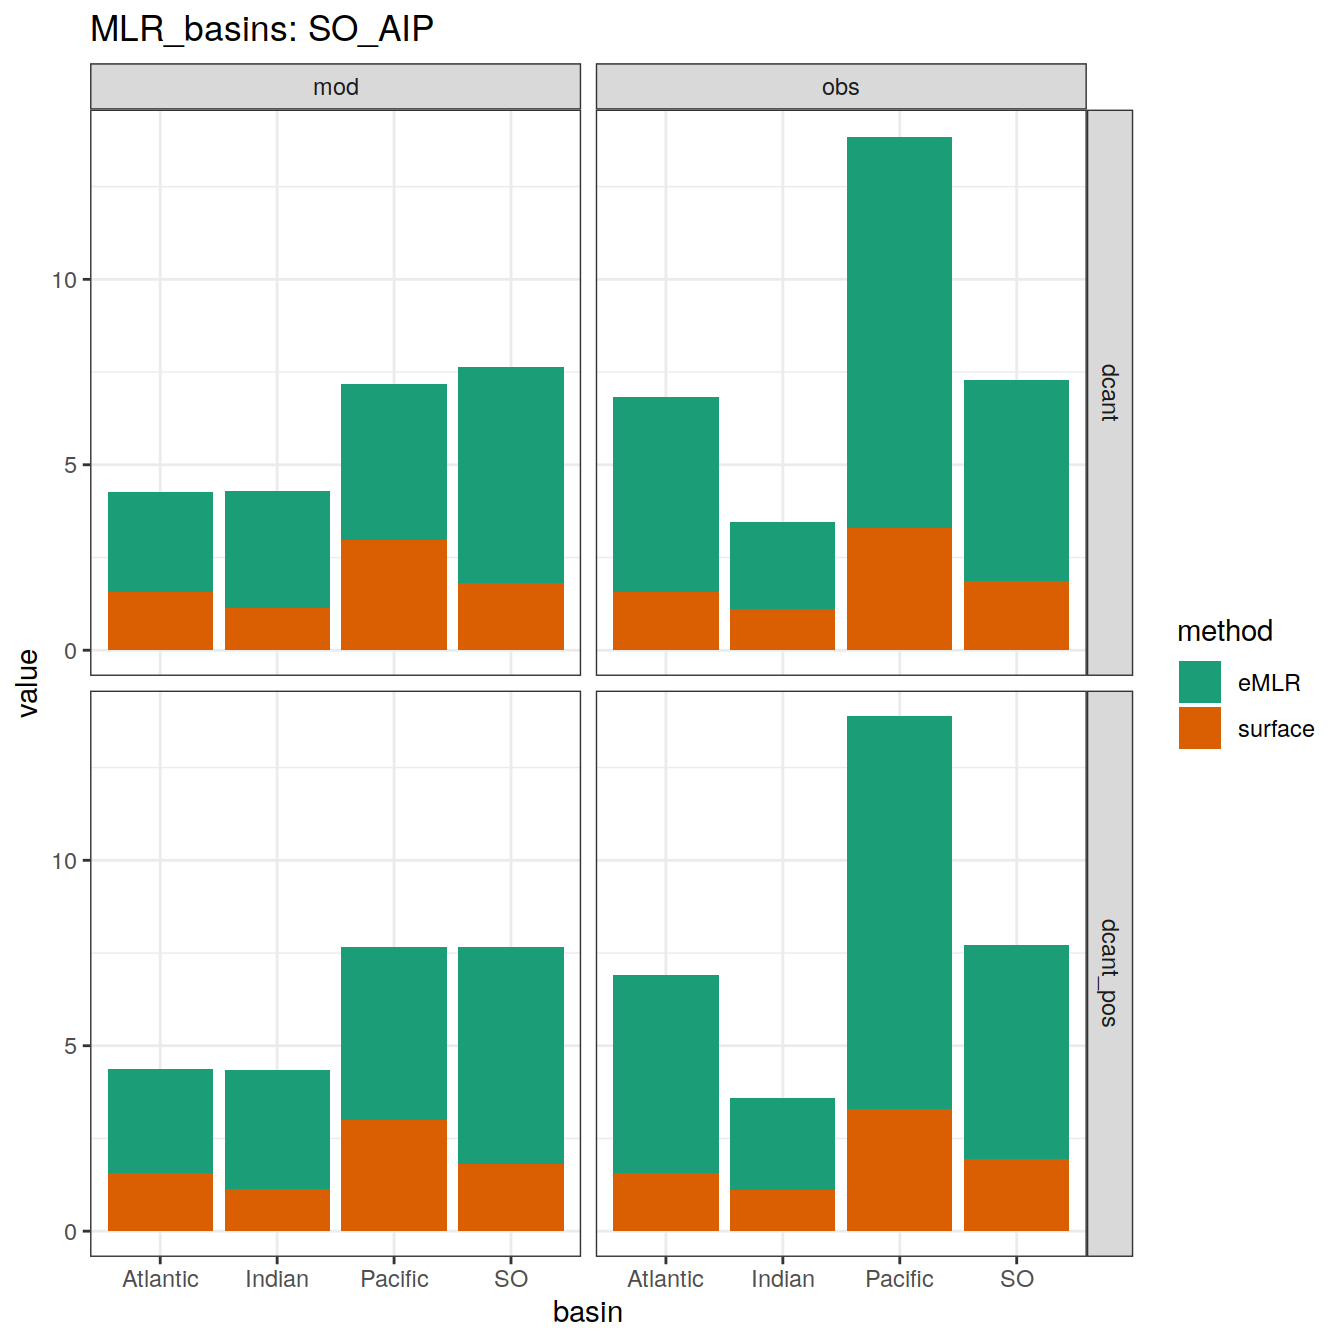 MLR_basins: SO_AIP
mod
obs
10
5
0
dcant
10
5
0
dcant_pos
Atlantic Indian Pacific SO
Atlantic Indian Pacific SO
basin
value
method
eMLR
surface